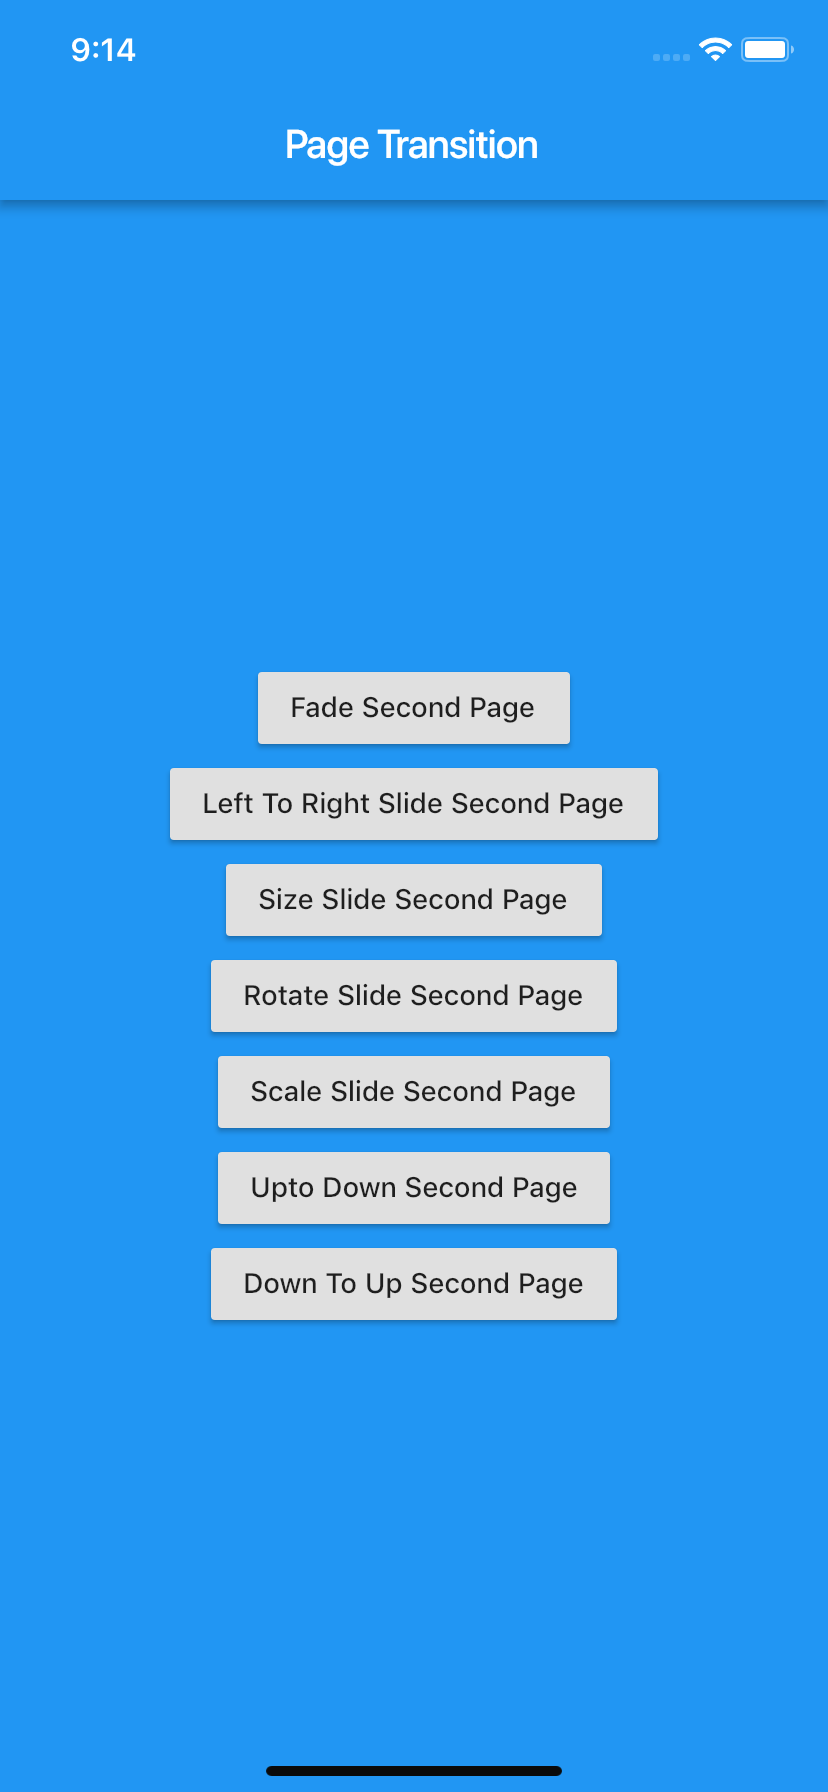 9:14
Page Transition
Fade Second Page
Left To Right Slide Second Page
Size Slide Second Page
Rotate Slide Second Page
Scale Slide Second Page
Upto Down Second Page
Down To Up Second Page